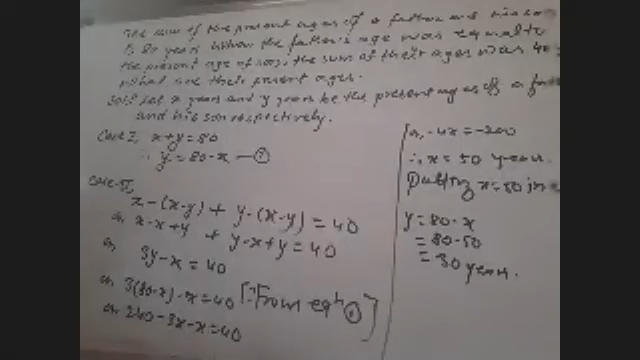 The sum of the present ages of a father and his son
is 80 years. When the father's age was equal to
the present age of son, the sum of their ages was 40
what are their present ages.
Let x years and y years be the present ages of a
and his son respectively.
Case I, x+y=80
∴ y=80-x — ①
Case-II,
x-(x-y)+y-(x-y)=40
or x-x+y+y-x+y=40
or 3y-x=40
or 3(80-x)-x=40 [∵ From eqn ①]
or 240-3x-x=40
or, -4x=-200
∴ x=50 years
Putting x=50 in
y=80-x
=80-50
=30 years.